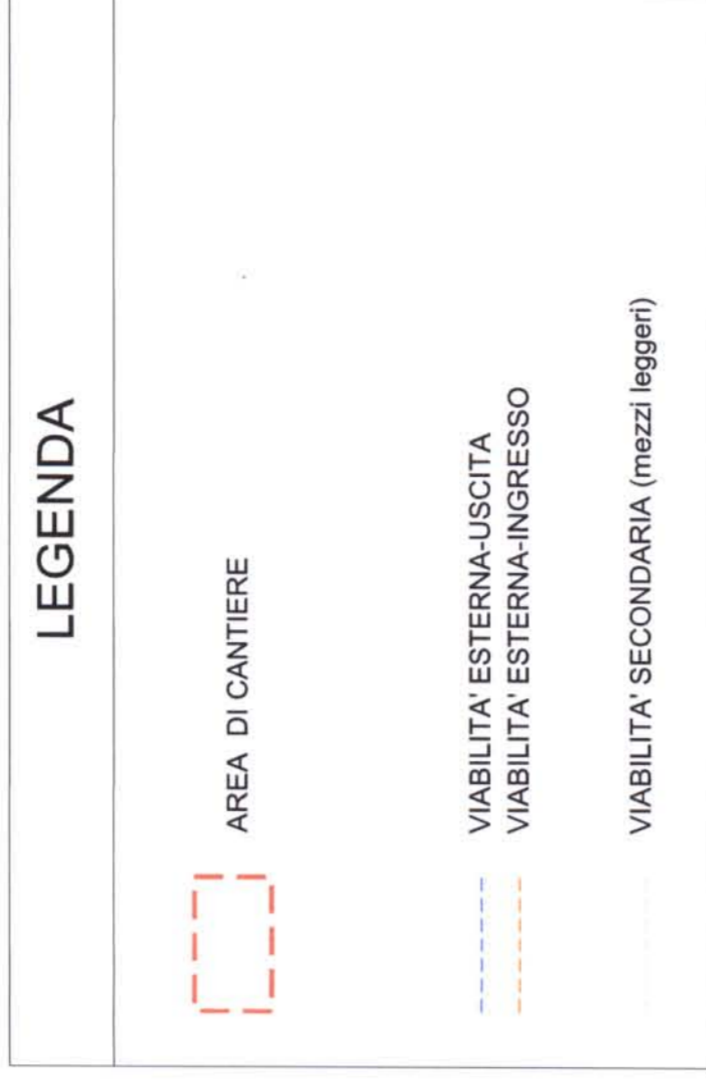 LEGENDA
AREA DI CANTIERE
VIABILITA' ESTERNA-USCITA
VIABILITA' ESTERNA-INGRESSO
VIABILITA' SECONDARIA (mezzi leggeri)